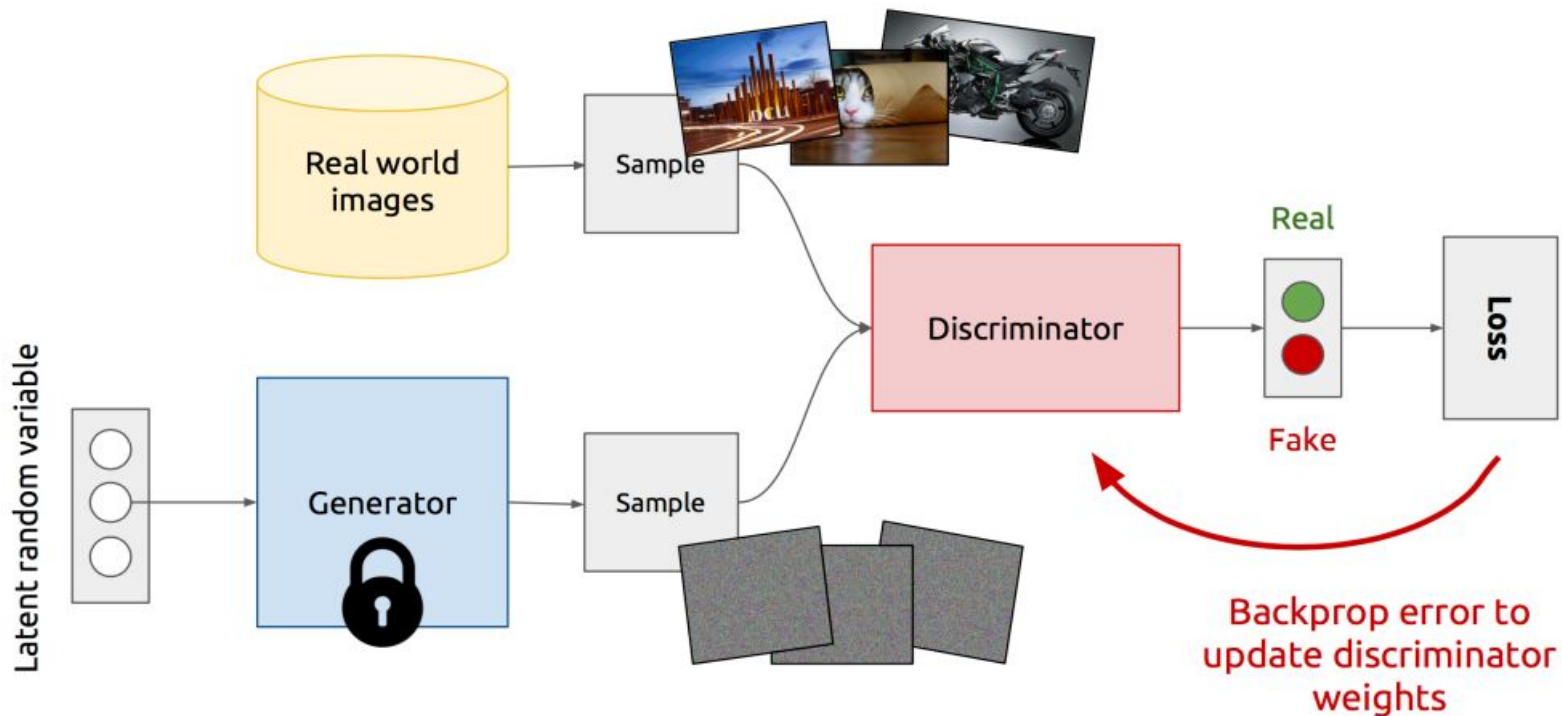 Real world
images
Sample
DCU
Real
Discriminator
Loss
Fake
Latent random variable
Generator
Sample
Backprop error to
update discriminator
weights